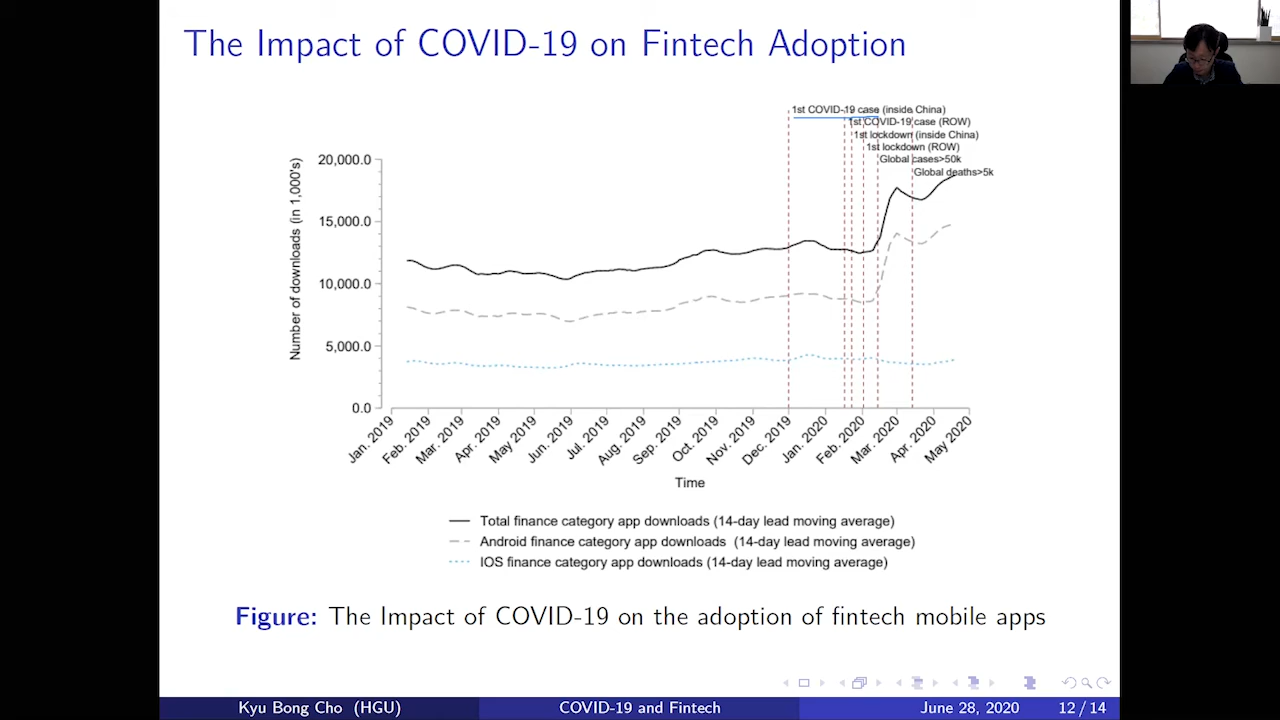 The Impact of COVID-19 on Fintech Adoption
1st COVID-19 case (inside China)
1st COVID-19 case (ROW)
1st lockdown (inside China)
1st lockdown (ROW)
Global cases>50k
Global deaths>5k
Number of downloads (in 1,000's)
20,000.0
15,000.0
10,000.0
5,000.0
0.0
Jan. 2019
Feb. 2019
Mar. 2019
Apr. 2019
May 2019
Jun. 2019
Jul. 2019
Aug. 2019
Sep. 2019
Oct. 2019
Nov. 2019
Dec. 2019
Jan. 2020
Feb. 2020
Mar. 2020
Apr. 2020
May 2020
Time
Total finance category app downloads (14-day lead moving average)
Android finance category app downloads (14-day lead moving average)
IOS finance category app downloads (14-day lead moving average)
Figure: The Impact of COVID-19 on the adoption of fintech mobile apps
Kyu Bong Cho (HGU) COVID-19 and Fintech June 28, 2020 12 / 14